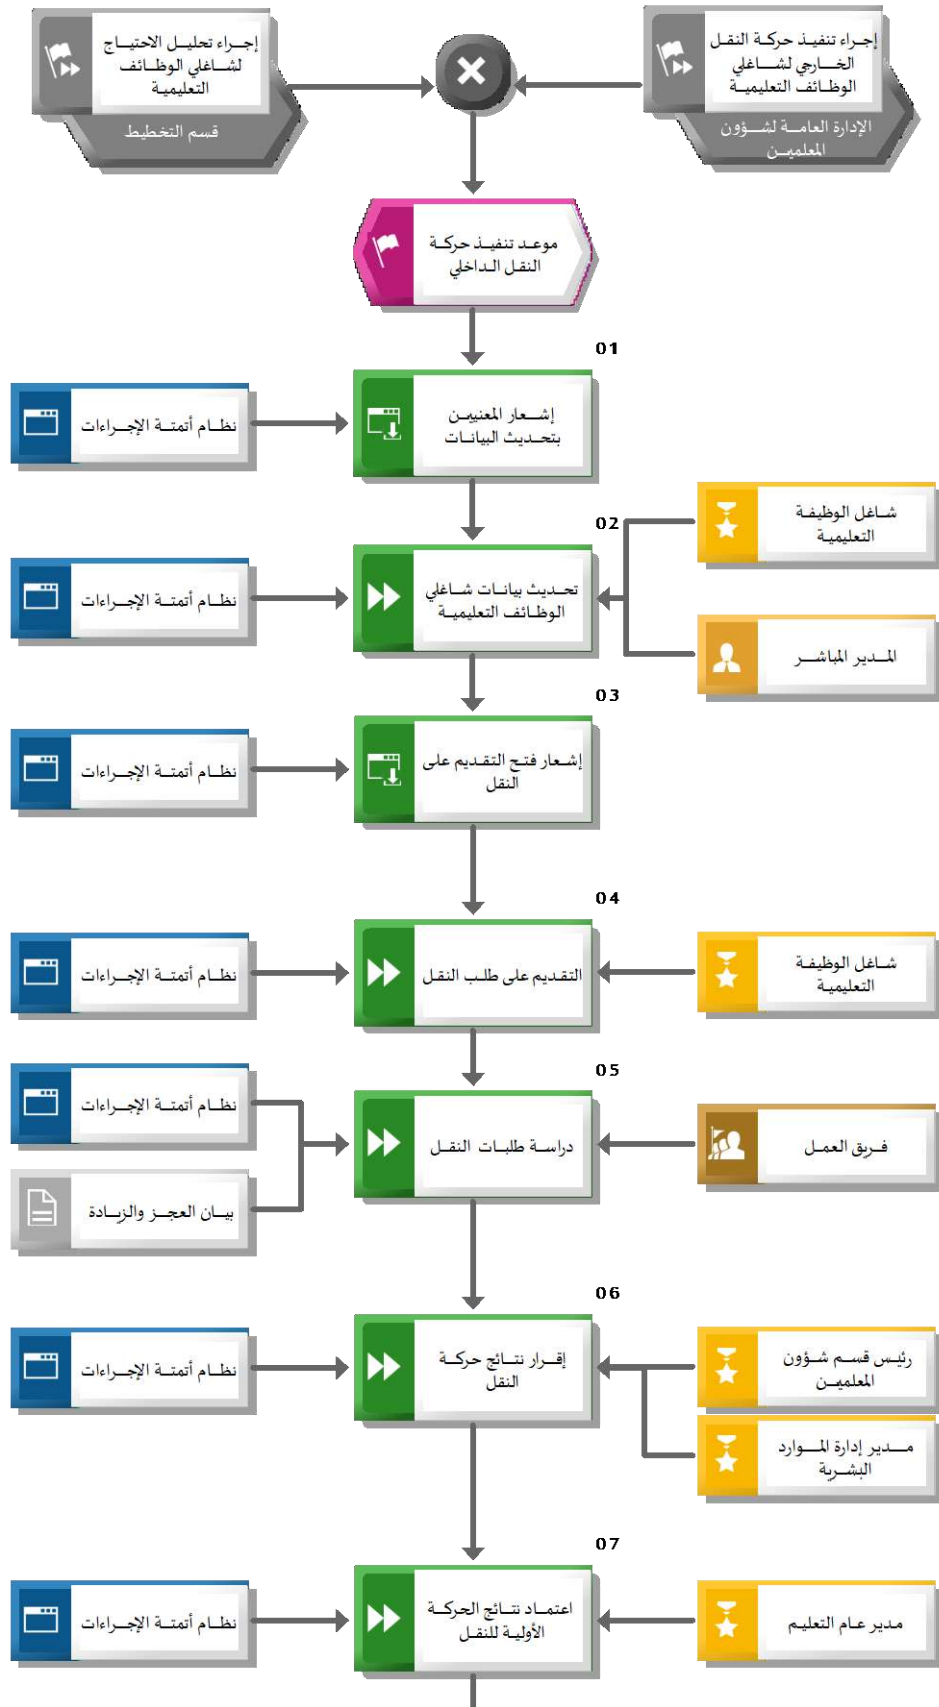 إجراء تنفيذ حركة النقل
الخارجي لشاغلي
الوظائف التعليمية
الإدارة العامة لشؤون
المعلمين
إجراء تحليل الاحتياج
لشاغلي الوظائف
التعليمية
قسم التخطيط
موعد تنفيذ حركة
النقل الداخلي
01
إشعار المعنيين
بتحديث البيانات
نظام أتمتة الإجراءات
02
شاغل الوظيفة
التعليمية
المدير المباشر
تحديث بيانات شاغلي
الوظائف التعليمية
نظام أتمتة الإجراءات
03
إشعار فتح التقديم على
النقل
نظام أتمتة الإجراءات
04
شاغل الوظيفة
التعليمية
التقديم على طلب النقل
نظام أتمتة الإجراءات
05
فريق العمل
دراسة طلبات النقل
نظام أتمتة الإجراءات
بيان العجز والزيادة
06
رئيس قسم شؤون
المعلمين
مدير إدارة الموارد
البشرية
إقرار نتائج حركة
النقل
نظام أتمتة الإجراءات
07
مدير عام التعليم
اعتماد نتائج الحركة
الأولية للنقل
نظام أتمتة الإجراءات